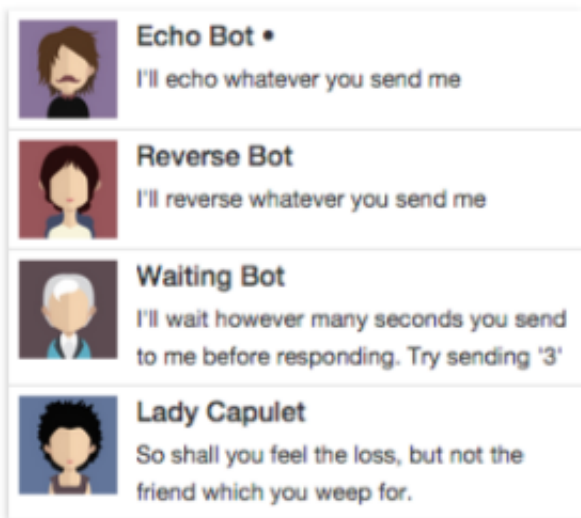 Echo Bot •
I'll echo whatever you send me
Reverse Bot
I'll reverse whatever you send me
Waiting Bot
I'll wait however many seconds you send
to me before responding. Try sending '3'
Lady Capulet
So shall you feel the loss, but not the
friend which you weep for.